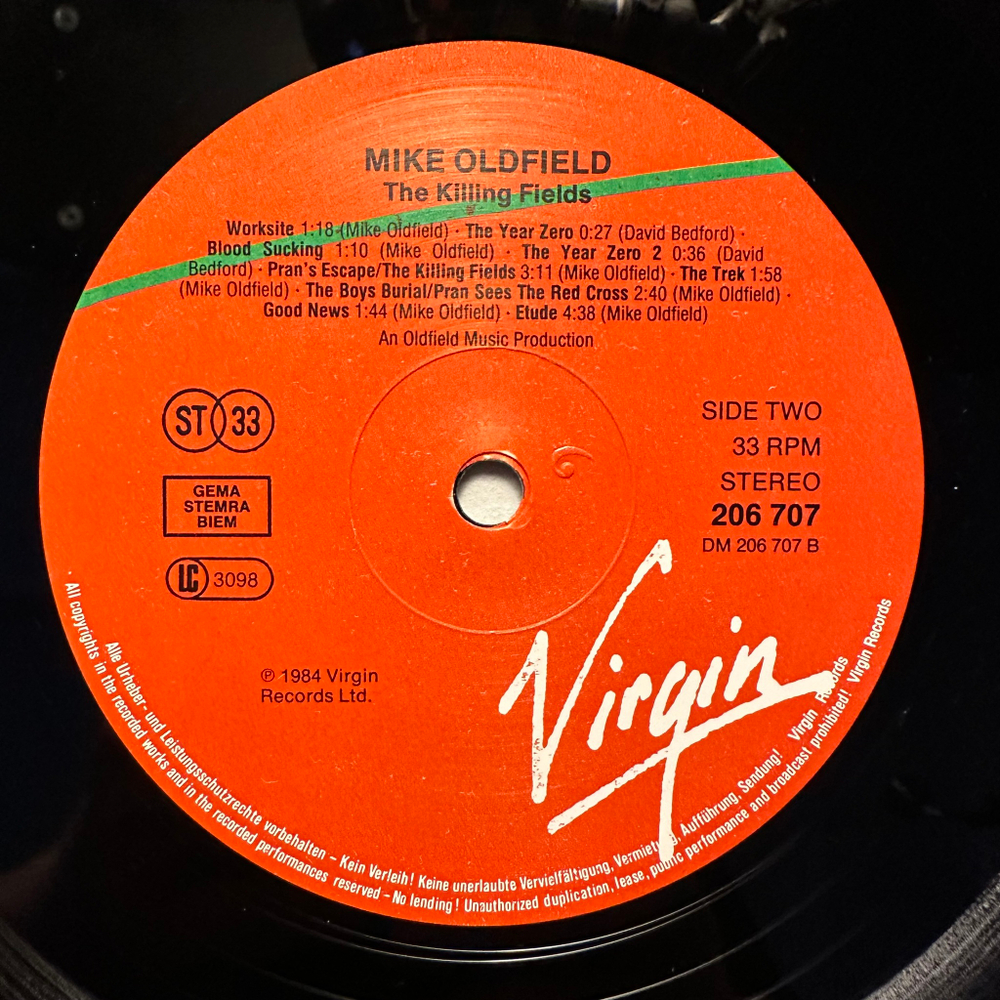 MIKE OLDFIELD
The Killing Fields
Worksite 1:18 (Mike Oldfield) · The Year Zero 0:27 (David Bedford) ·
Blood Sucking 1:10 (Mike Oldfield) · The Year Zero 2 0:36 (David
Bedford) · Pran's Escape/The Killing Fields 3:11 (Mike Oldfield) · The Trek 1:58
(Mike Oldfield) · The Boys Burial/Pran Sees The Red Cross 2:40 (Mike Oldfield) ·
Good News 1:44 (Mike Oldfield) · Etude 4:38 (Mike Oldfield)
An Oldfield Music Production
ST 33
GEMA
STEMRA
BIEM
LC 3098
SIDE TWO
33 RPM
STEREO
206 707
DM 206 707 B
℗ 1984 Virgin
Records Ltd.
Virgin
Alle Urheber- und Leistungsschutzrechte vorbehalten – Kein Verleih! Keine unerlaubte Vervielfältigung, Vermietung, Aufführung, Sendung! Virgin Records
All copyrights in the recorded works and in the recorded performances reserved – No lending! Unauthorized duplication, lease, public performance and broadcast prohibited! Virgin Records